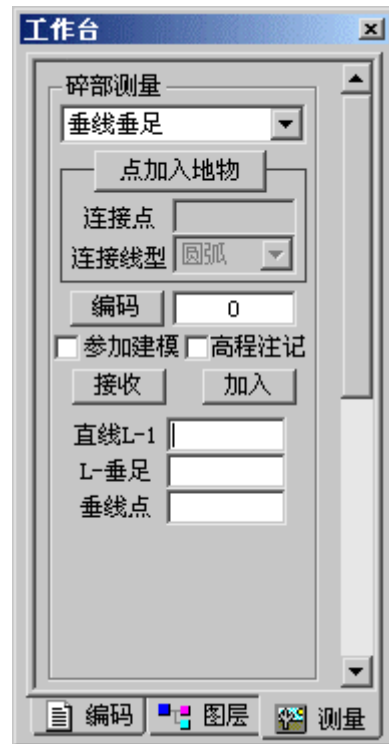 工作台
碎部测量
垂线垂足
点加入地物
连接点
连接线型 圆弧
编码 0
参加建模 高程注记
接收 加入
直线L-1
L-垂足
垂线点
编码 图层 测量